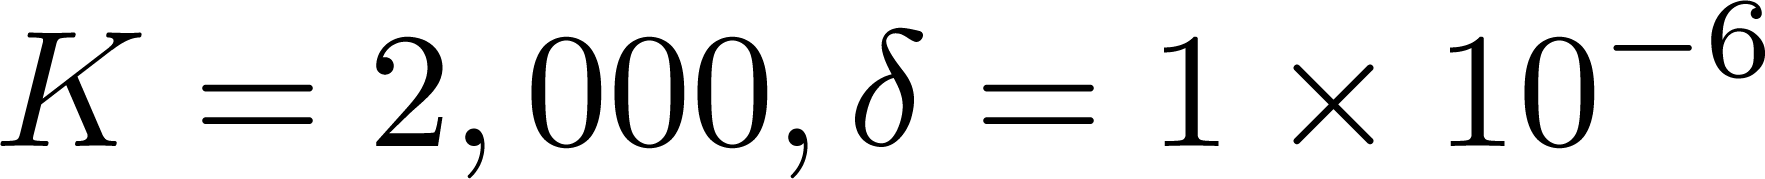 K = 2,000, δ = 1 × 10⁻⁶